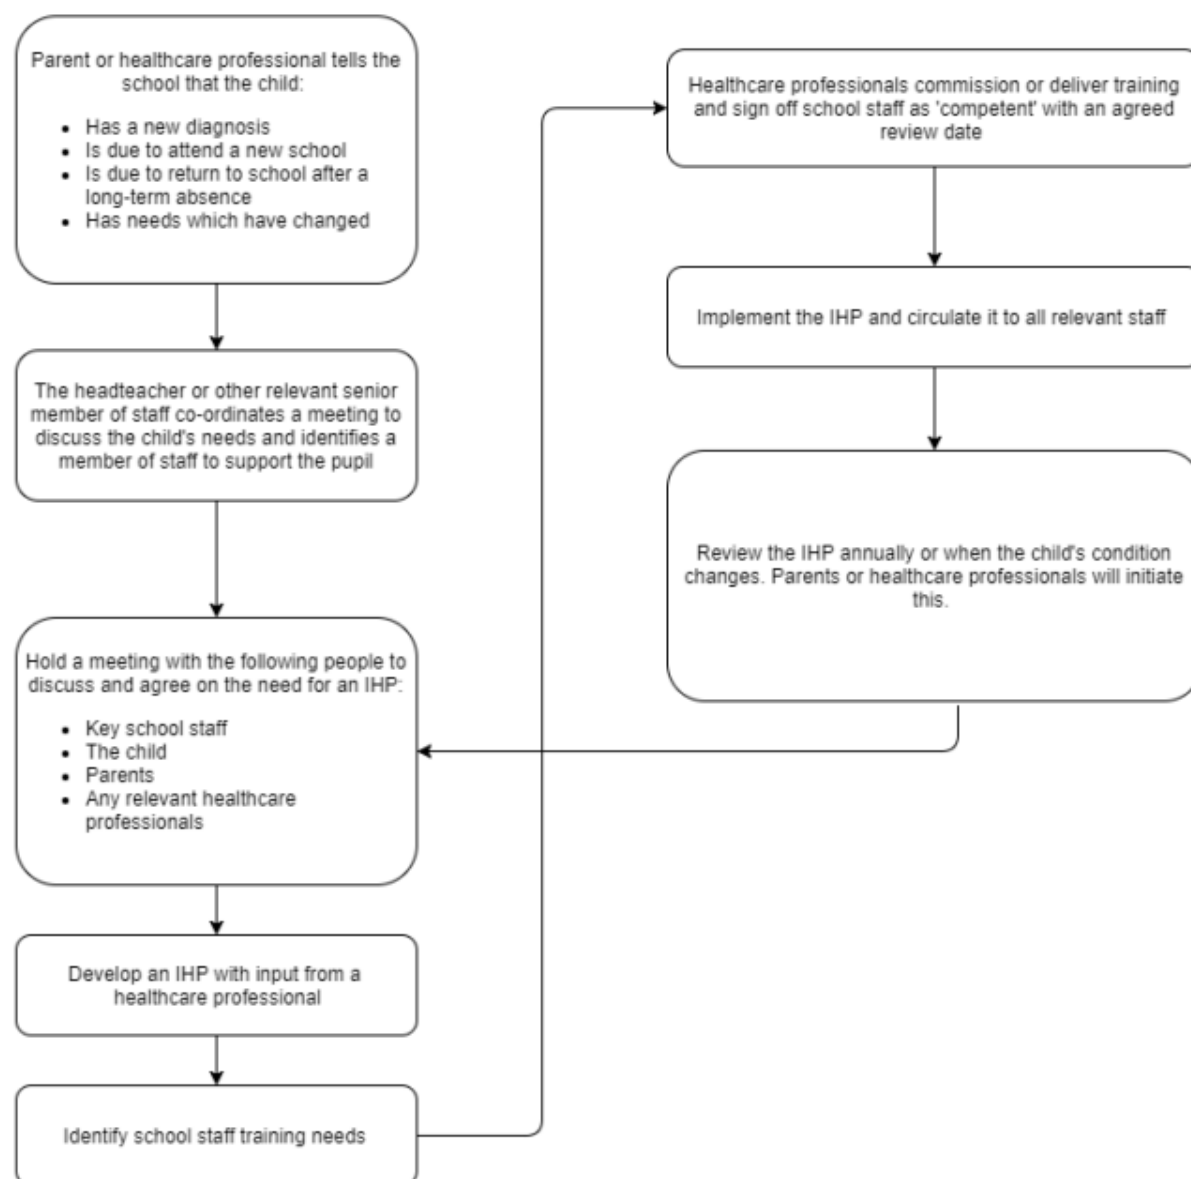 Parent or healthcare professional tells the
school that the child:
• Has a new diagnosis
• Is due to attend a new school
• Is due to return to school after a
long-term absence
• Has needs which have changed
The headteacher or other relevant senior
member of staff co-ordinates a meeting to
discuss the child's needs and identifies a
member of staff to support the pupil
Hold a meeting with the following people to
discuss and agree on the need for an IHP:
• Key school staff
• The child
• Parents
• Any relevant healthcare
professionals
Develop an IHP with input from a
healthcare professional
Identify school staff training needs
Healthcare professionals commission or deliver training
and sign off school staff as 'competent' with an agreed
review date
Implement the IHP and circulate it to all relevant staff
Review the IHP annually or when the child's condition
changes. Parents or healthcare professionals will initiate
this.